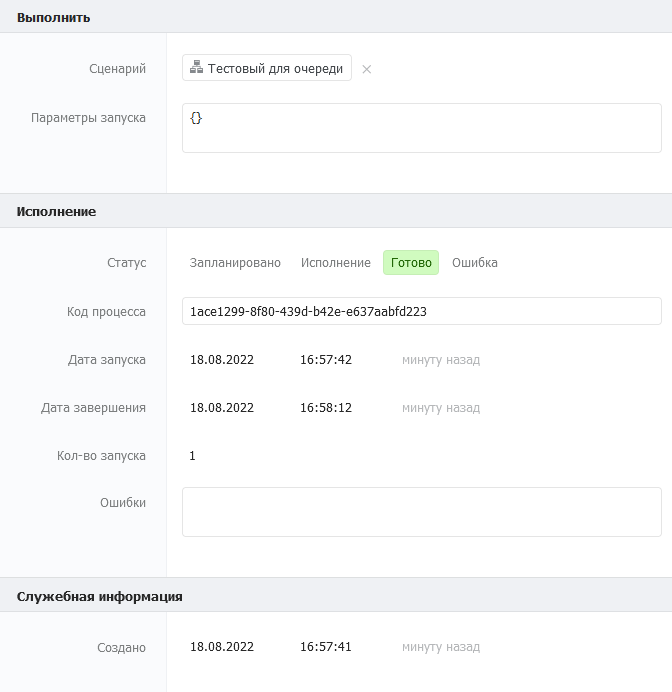 Выполнить
Сценарий Тестовый для очереди ×
Параметры запуска {}
Исполнение
Статус Запланировано Исполнение Готово Ошибка
Код процесса 1ace1299-8f80-439d-b42e-e637aabfd223
Дата запуска 18.08.2022 16:57:42 минуту назад
Дата завершения 18.08.2022 16:58:12 минуту назад
Кол-во запуска 1
Ошибки
Служебная информация
Создано 18.08.2022 16:57:41 минуту назад